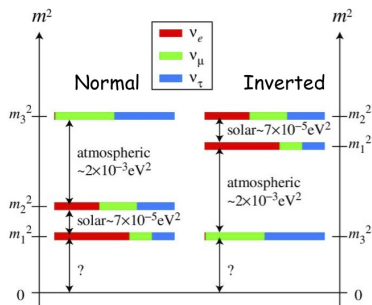 m²
ν_e
ν_μ
ν_τ
m²
Normal
Inverted
m₃²
atmospheric
~2×10⁻³eV²
m₂²
solar~7×10⁻⁵eV²
m₁²
?
0
m₂²
solar~7×10⁻⁵eV²
m₁²
atmospheric
~2×10⁻³eV²
m₃²
?
0